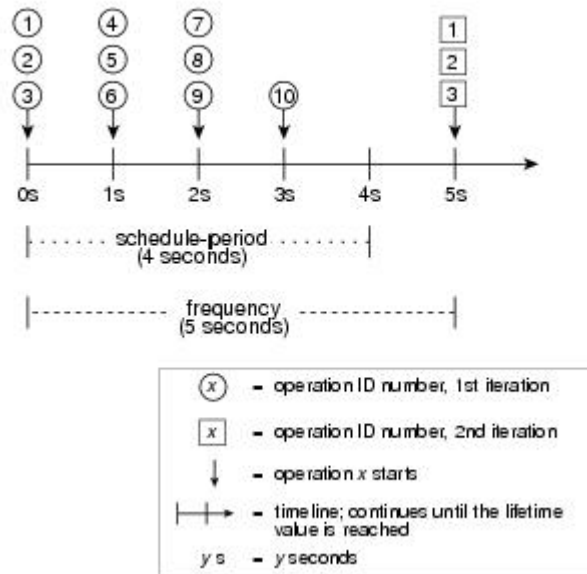 1 4 7 1
2 5 8 2
3 6 9 10 3
0s 1s 2s 3s 4s 5s
schedule-period
(4 seconds)
frequency
(5 seconds)
x = operation ID number, 1st iteration
x = operation ID number, 2nd iteration
= operation x starts
= timeline; continues until the lifetime
value is reached
y s = y seconds